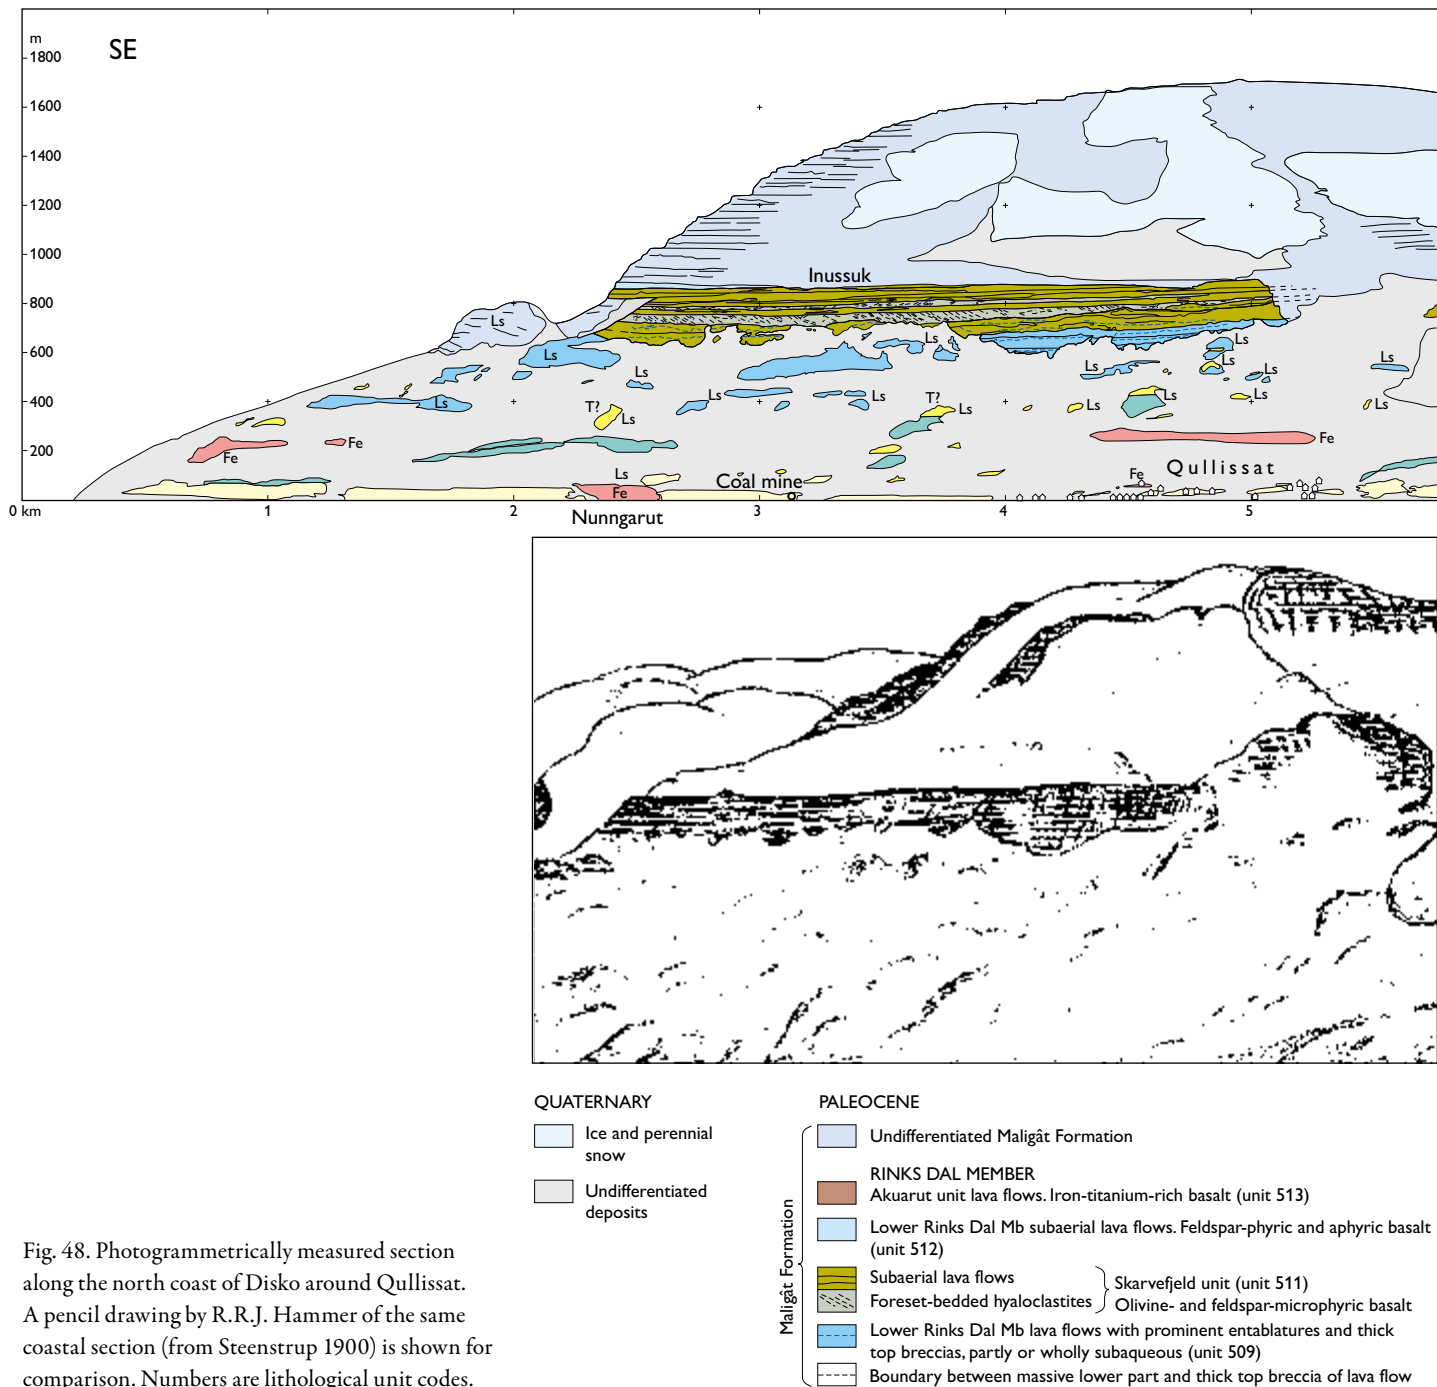 m
SE
1800
1600
1400
1200
1000
800
600
400
200
Inussuk
Ls
Ls
Ls
Ls
Ls
Ls
Ls
Ls
Ls
Ls
Ls
Ls
T?
Ls
T?
Ls
Ls
Ls
Ls
Ls
Fe
Fe
Fe
Ls
Coal mine
Fe
Fe
Qullissat
0 km
1
2
3
4
5
Nunngarut
QUATERNARY
Ice and perennial
snow
Undifferentiated
deposits
PALEOCENE
Maligât Formation
Undifferentiated Maligât Formation
RINKS DAL MEMBER
Akuarut unit lava flows. Iron-titanium-rich basalt (unit 513)
Lower Rinks Dal Mb subaerial lava flows. Feldspar-phyric and aphyric basalt
(unit 512)
Subaerial lava flows
Foreset-bedded hyaloclastites
Skarvefjeld unit (unit 511)
Olivine- and feldspar-microphyric basalt
Lower Rinks Dal Mb lava flows with prominent entablatures and thick
top breccias, partly or wholly subaqueous (unit 509)
Boundary between massive lower part and thick top breccia of lava flow
Fig. 48. Photogrammetrically measured section
along the north coast of Disko around Qullissat.
A pencil drawing by R.R.J. Hammer of the same
coastal section (from Steenstrup 1900) is shown for
comparison. Numbers are lithological unit codes.